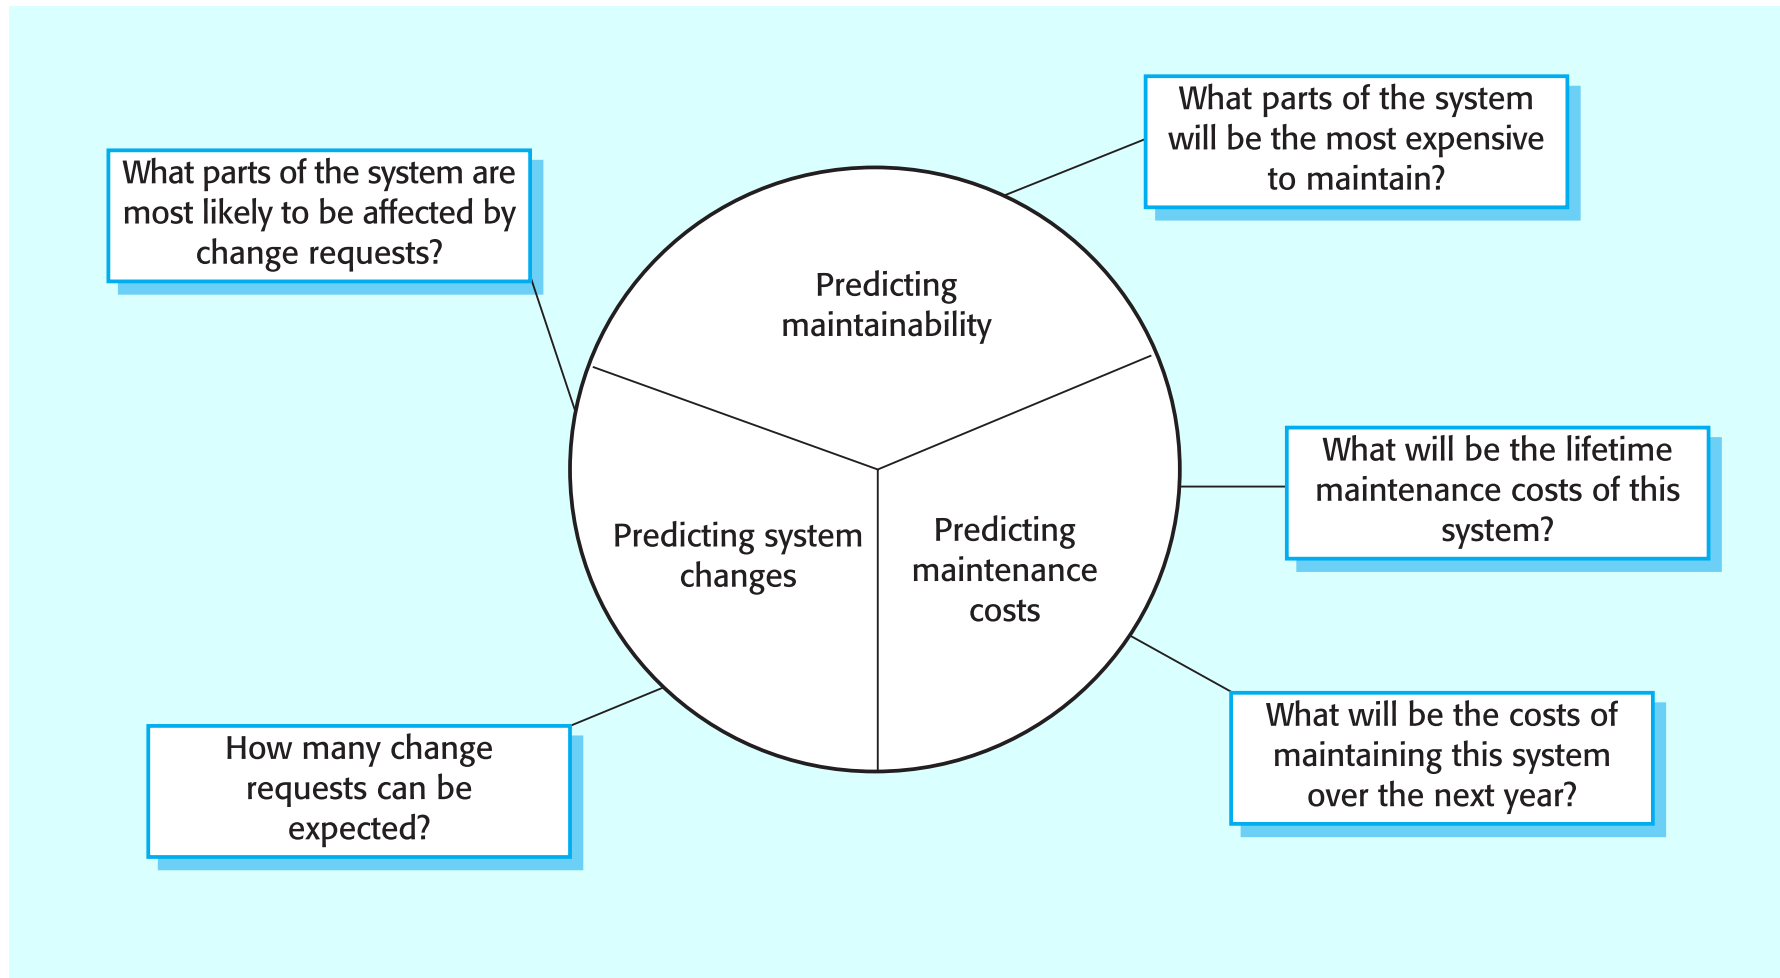 What parts of the system
will be the most expensive
to maintain?
What parts of the system are
most likely to be affected by
change requests?
Predicting
maintainability
What will be the lifetime
maintenance costs of this
system?
Predicting system
changes
Predicting
maintenance
costs
What will be the costs of
maintaining this system
over the next year?
How many change
requests can be
expected?